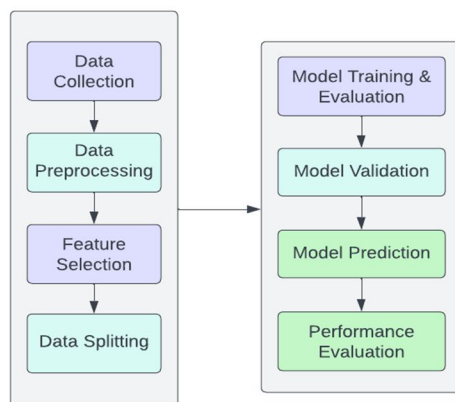 Data
Collection
Data
Preprocessing
Feature
Selection
Data Splitting
Model Training &
Evaluation
Model Validation
Model Prediction
Performance
Evaluation